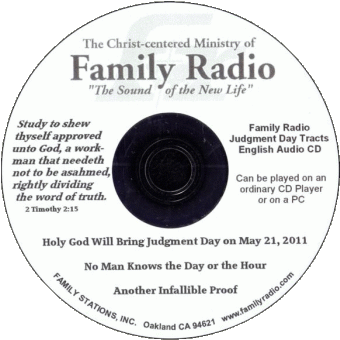 The Christ-centered Ministry of
Family Radio
"The Sound of the New Life"
Study to shew
thyself approved
unto God, a work-
man that needeth
not to be asahmed,
rightly dividing
the word of truth.
2 Timothy 2:15
Family Radio
Judgment Day Tracts
English Audio CD
Can be played on an
ordinary CD Player
or on a PC
Holy God Will Bring Judgment Day on May 21, 2011
No Man Knows the Day or the Hour
Another Infallible Proof
FAMILY STATIONS, INC. Oakland CA 94621 www.familyradio.com